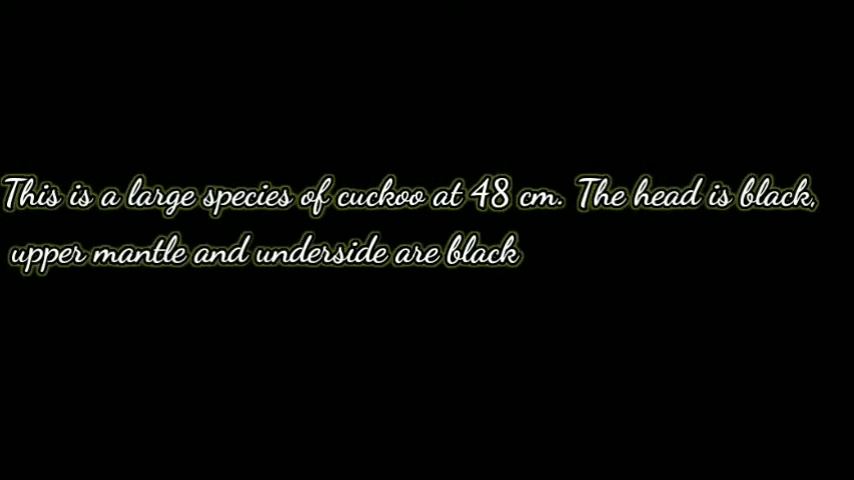 This is a large species of cuckoo at 48 cm. The head is black,
upper mantle and underside are black